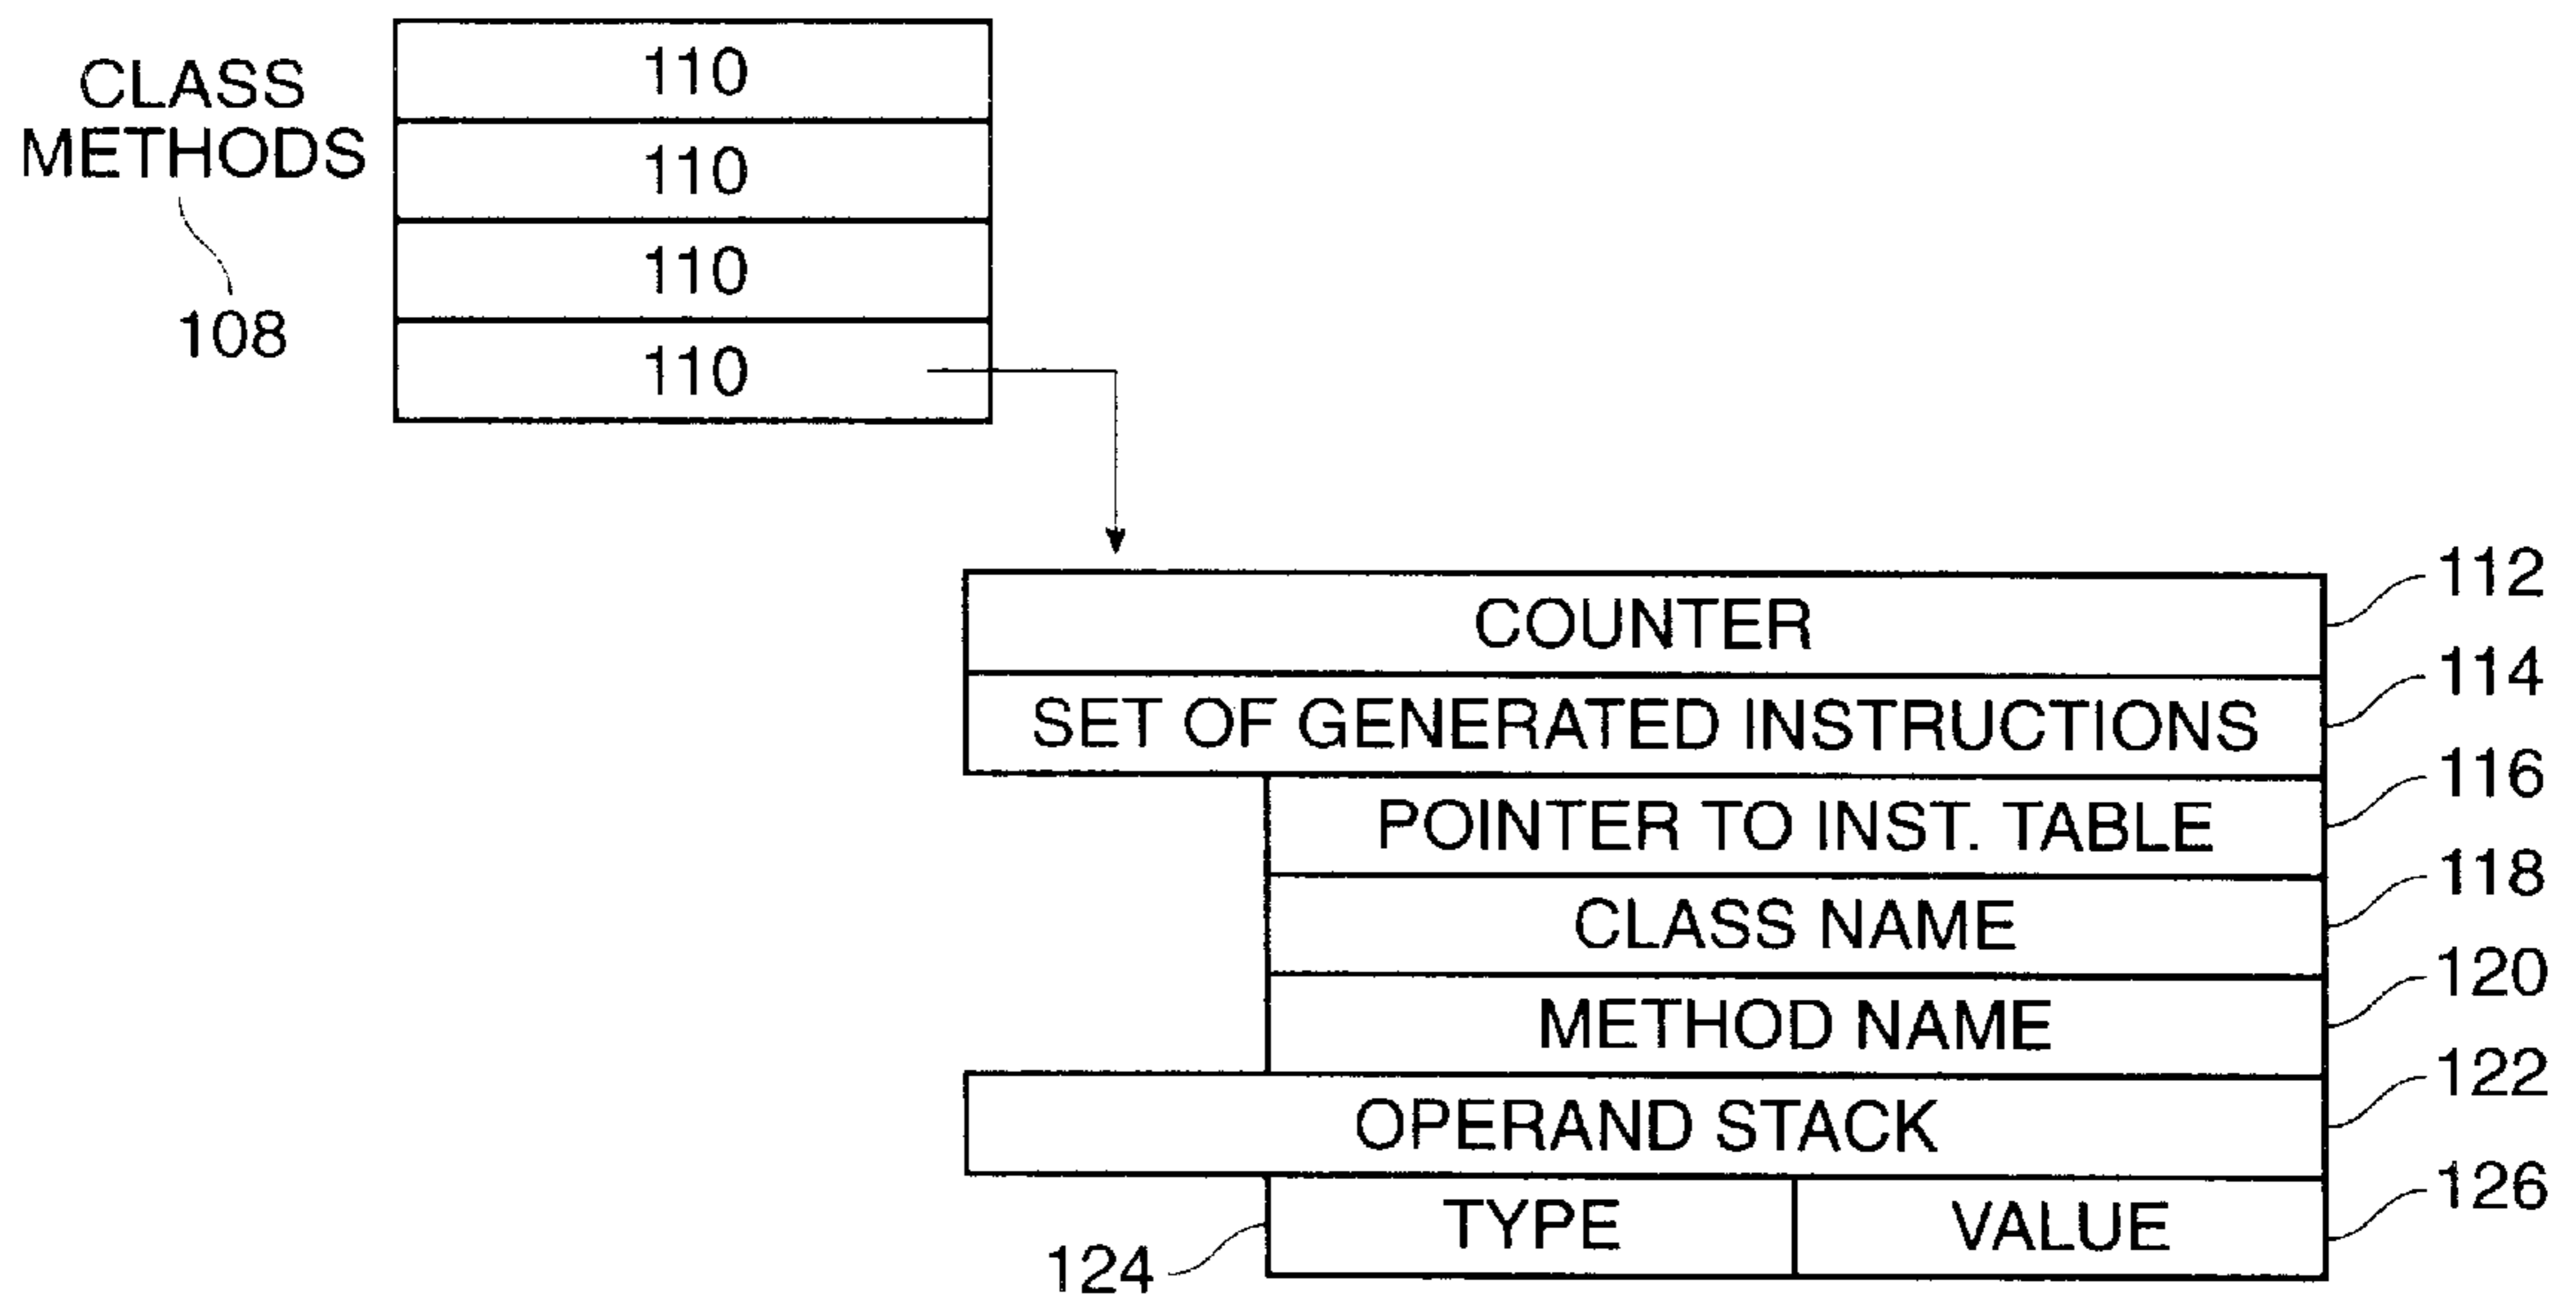 CLASS
METHODS
108
110
110
110
110
COUNTER
112
SET OF GENERATED INSTRUCTIONS
114
POINTER TO INST. TABLE
116
CLASS NAME
118
METHOD NAME
120
OPERAND STACK
122
124
TYPE
VALUE
126